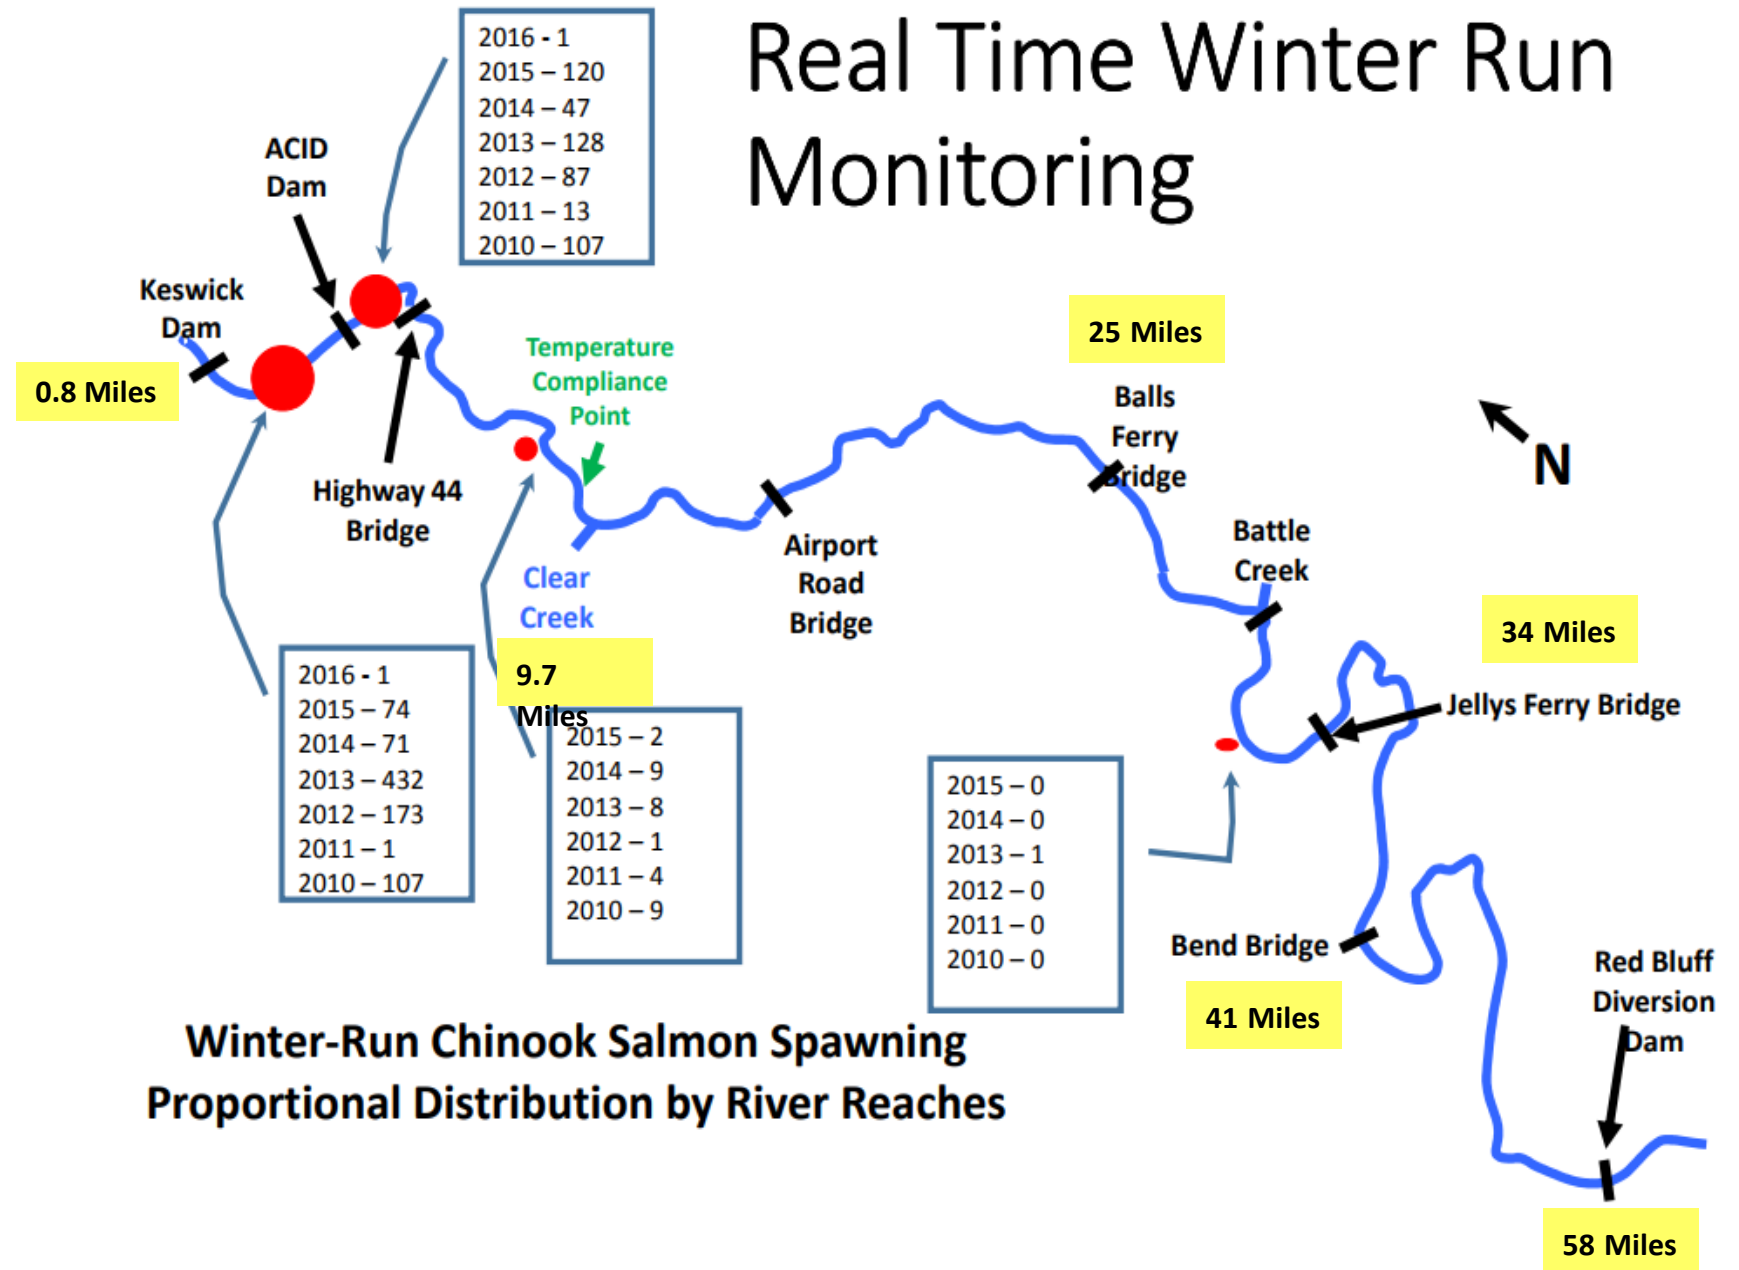 Real Time Winter Run
Monitoring
2016 - 1
2015 – 120
2014 – 47
2013 – 128
2012 – 87
2011 – 13
2010 – 107
ACID
Dam
Keswick
Dam
0.8 Miles
Highway 44
Bridge
Temperature
Compliance
Point
25 Miles
Balls
Ferry
Bridge
N
Airport
Road
Bridge
Battle
Creek
Clear
Creek
34 Miles
Jellys Ferry Bridge
9.7
Miles
2016 - 1
2015 – 74
2014 – 71
2013 – 432
2012 – 173
2011 – 1
2010 – 107
2015 – 2
2014 – 9
2013 – 8
2012 – 1
2011 – 4
2010 – 9
2015 – 0
2014 – 0
2013 – 1
2012 – 0
2011 – 0
2010 – 0
Bend Bridge
41 Miles
Red Bluff
Diversion
Dam
58 Miles
Winter-Run Chinook Salmon Spawning
Proportional Distribution by River Reaches